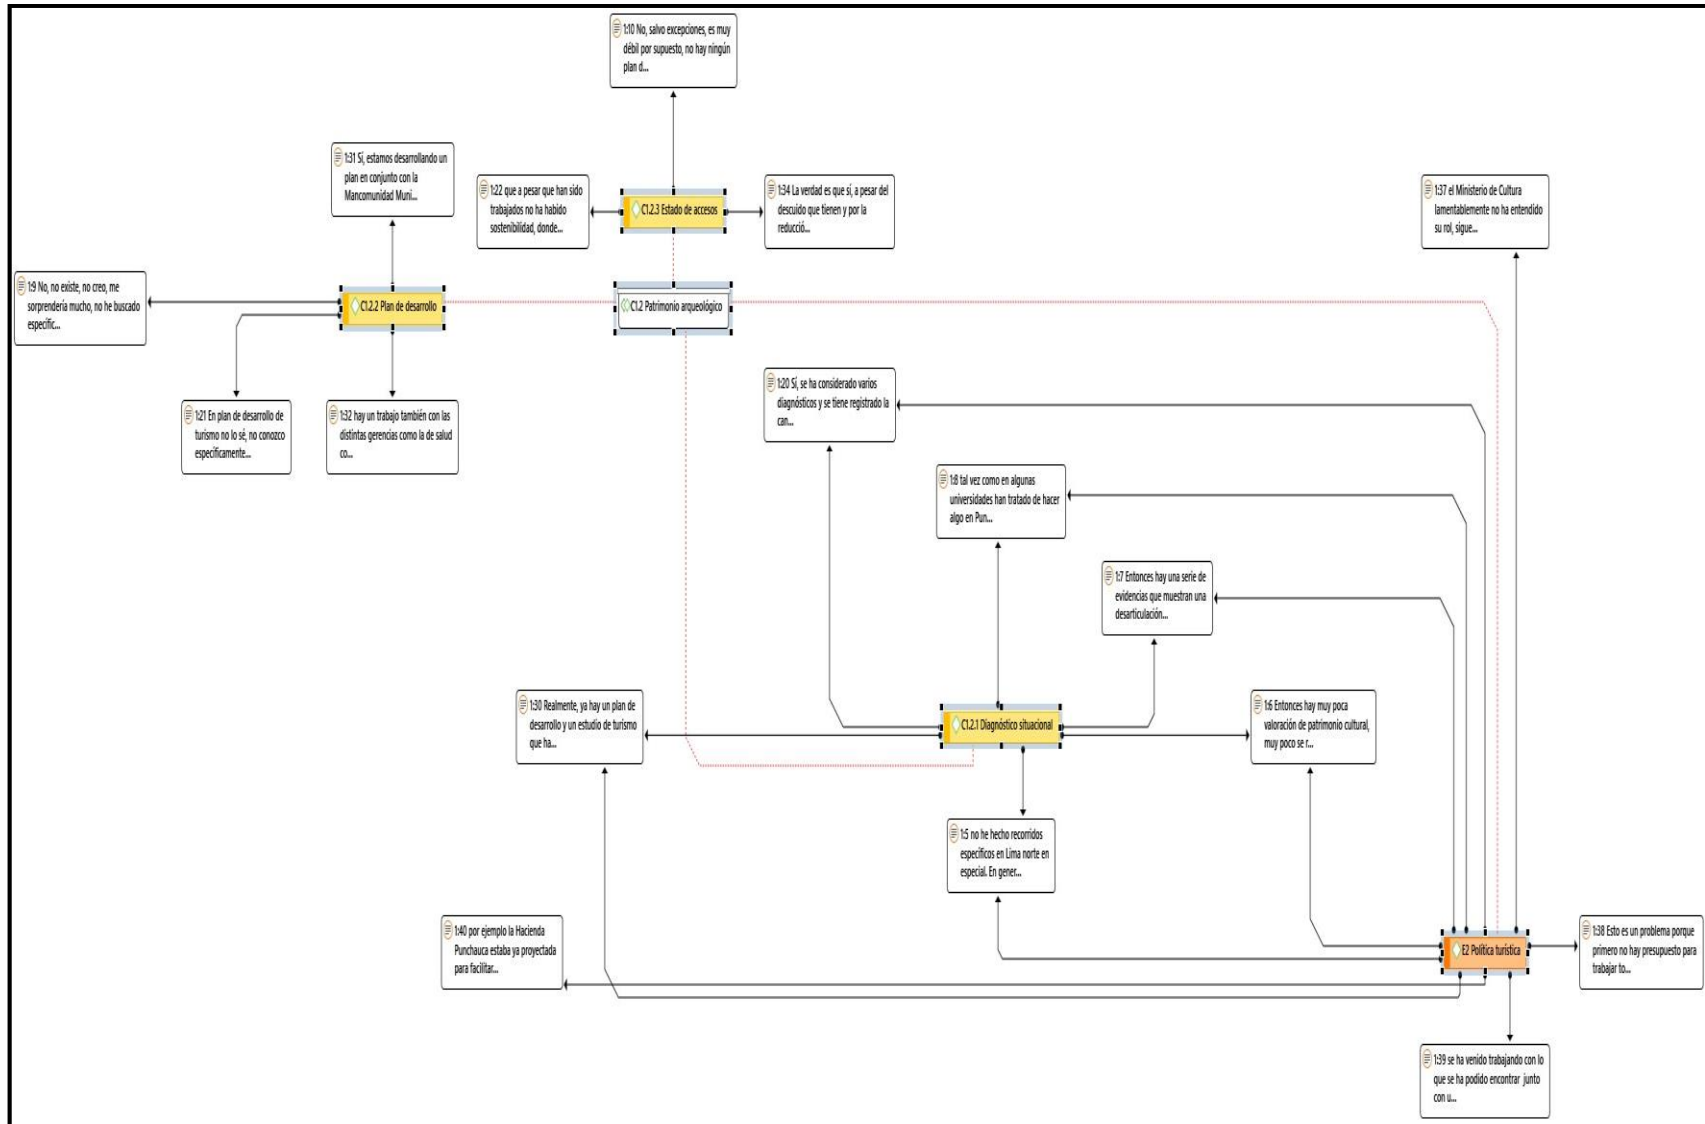 1:10 No, salvo excepciones, es muy
débil por supuesto, no hay ningún
plan d...
1:31 Sí, estamos desarrollando un
plan en conjunto con la
Mancomunidad Muni...
1:22 que a pesar que han sido
trabajados no ha habido
sostenibilidad, donde...
C1.2.3 Estado de accesos
1:34 La verdad es que sí, a pesar del
descuido que tienen y por la
reducció...
1:37 el Ministerio de Cultura
lamentablemente no ha entendido
su rol, sigue...
1:9 No, no existe, no creo, me
sorprendería mucho, no he buscado
específic...
C1.2.2 Plan de desarrollo
C1.2 Patrimonio arqueológico
1:21 En plan de desarrollo de
turismo no lo sé, no conozco
específicamente...
1:32 hay un trabajo también con las
distintas gerencias como la de salud
co...
1:20 Sí, se ha considerado varios
diagnósticos y se tiene registrado la
can...
1:8 tal vez como en algunas
universidades han tratado de hacer
algo en Pun...
1:7 Entonces hay una serie de
evidencias que muestran una
desarticulación...
1:30 Realmente, ya hay un plan de
desarrollo y un estudio de turismo
que ha...
C1.2.1 Diagnóstico situacional
1:6 Entonces hay muy poca
valoración de patrimonio cultural,
muy poco se r...
1:5 no he hecho recorridos
específicos en Lima norte en
especial. En gener...
1:40 por ejemplo la Hacienda
Punchauca estaba ya proyectada
para facilitar...
E2 Política turística
1:38 Esto es un problema porque
primero no hay presupuesto para
trabajar to...
1:39 se ha venido trabajando con lo
que se ha podido encontrar junto
con u...